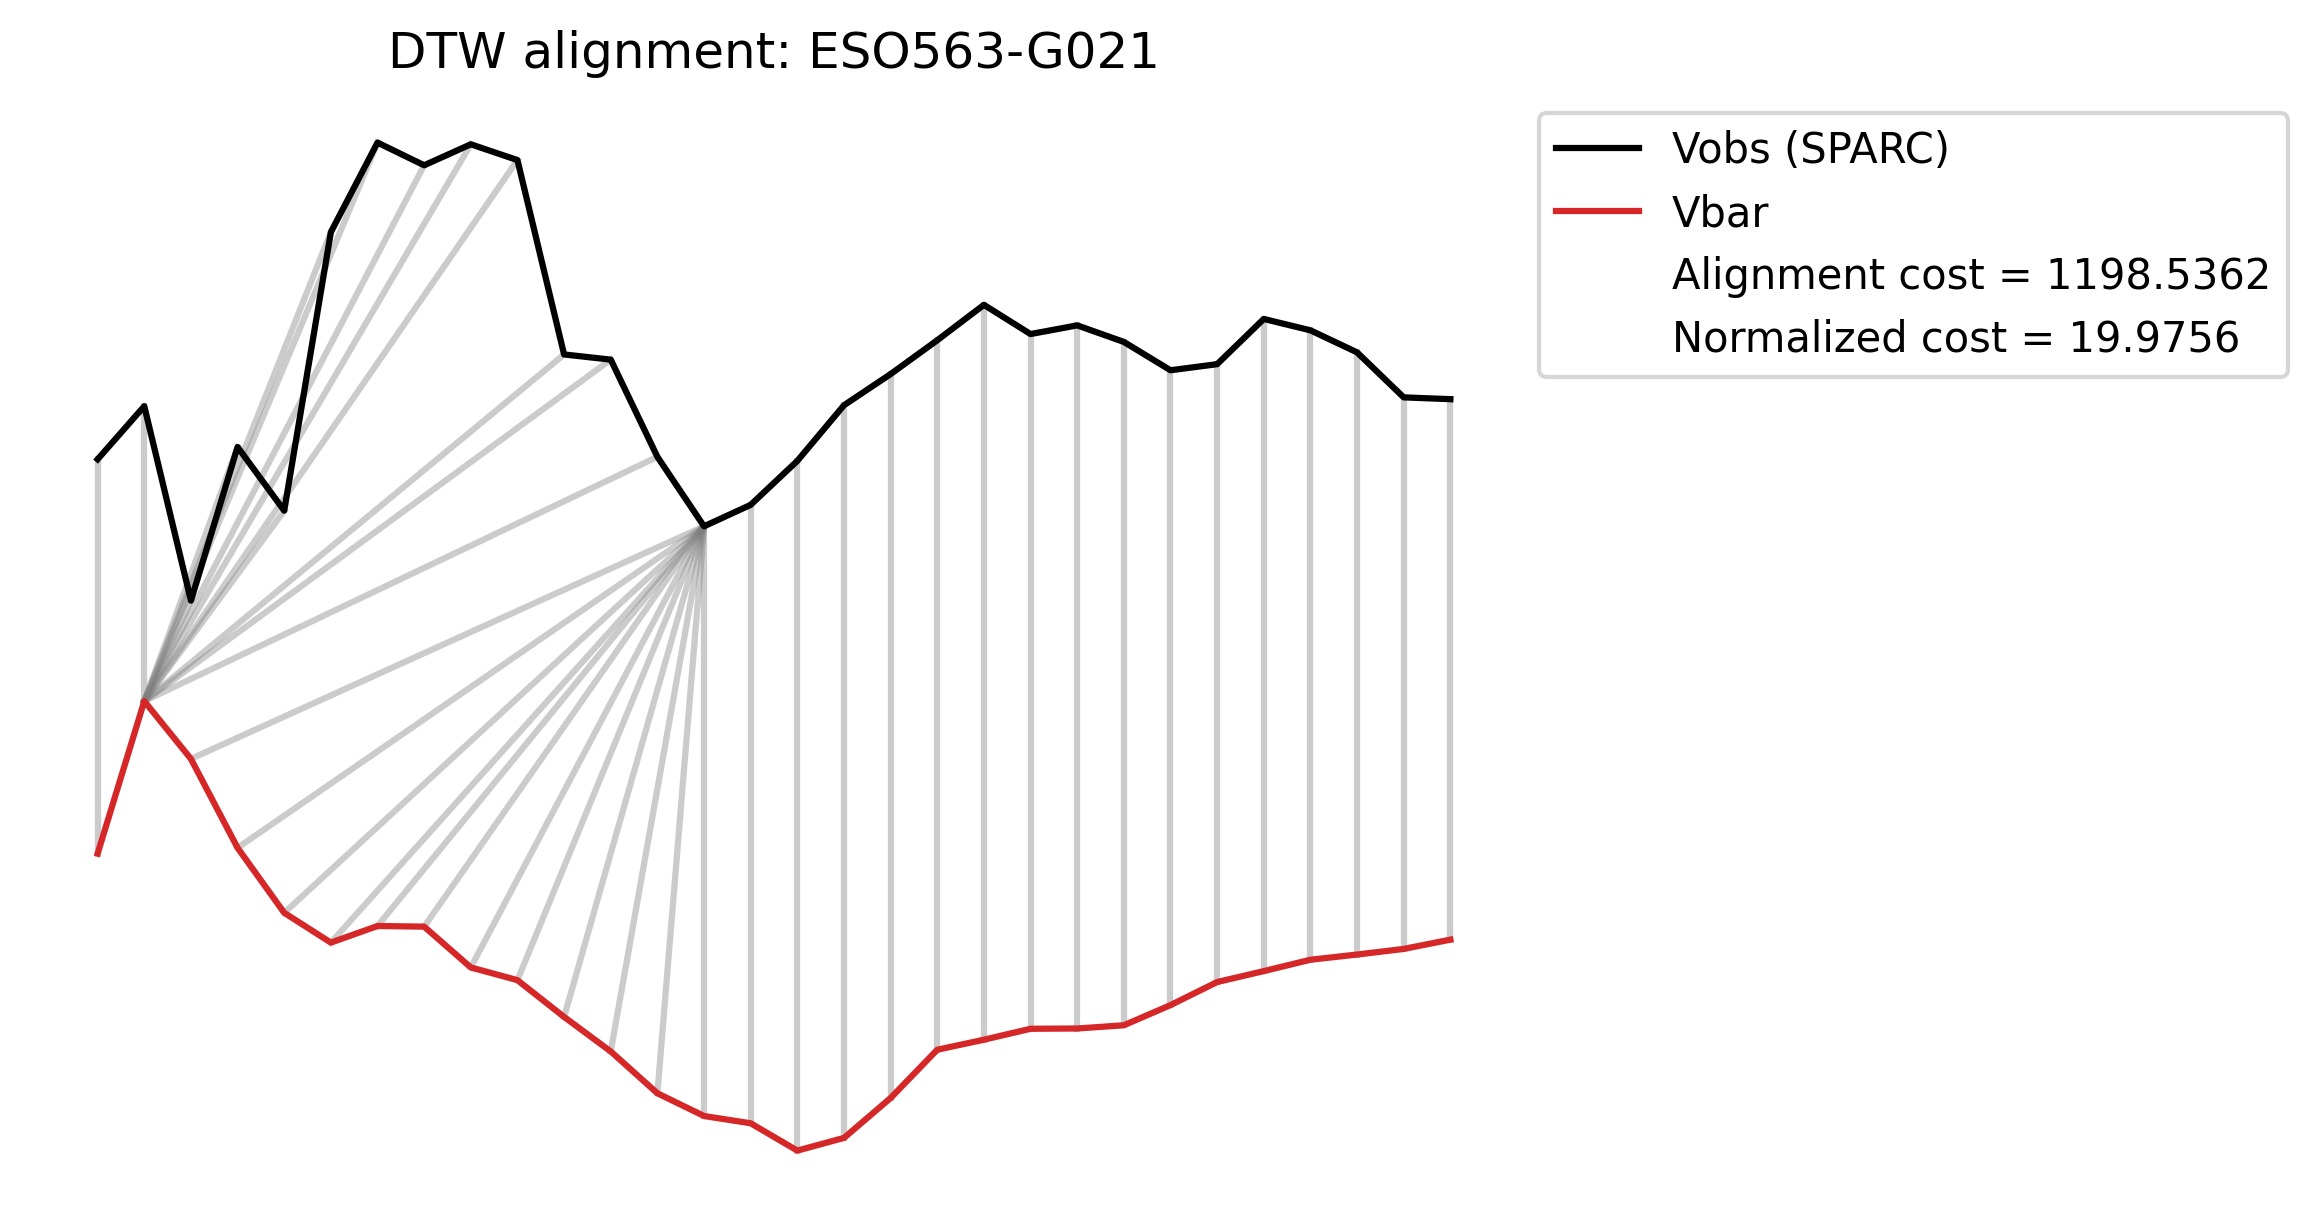 DTW alignment: ESO563-G021
Vobs (SPARC)
Vbar
Alignment cost = 1198.5362
Normalized cost = 19.9756